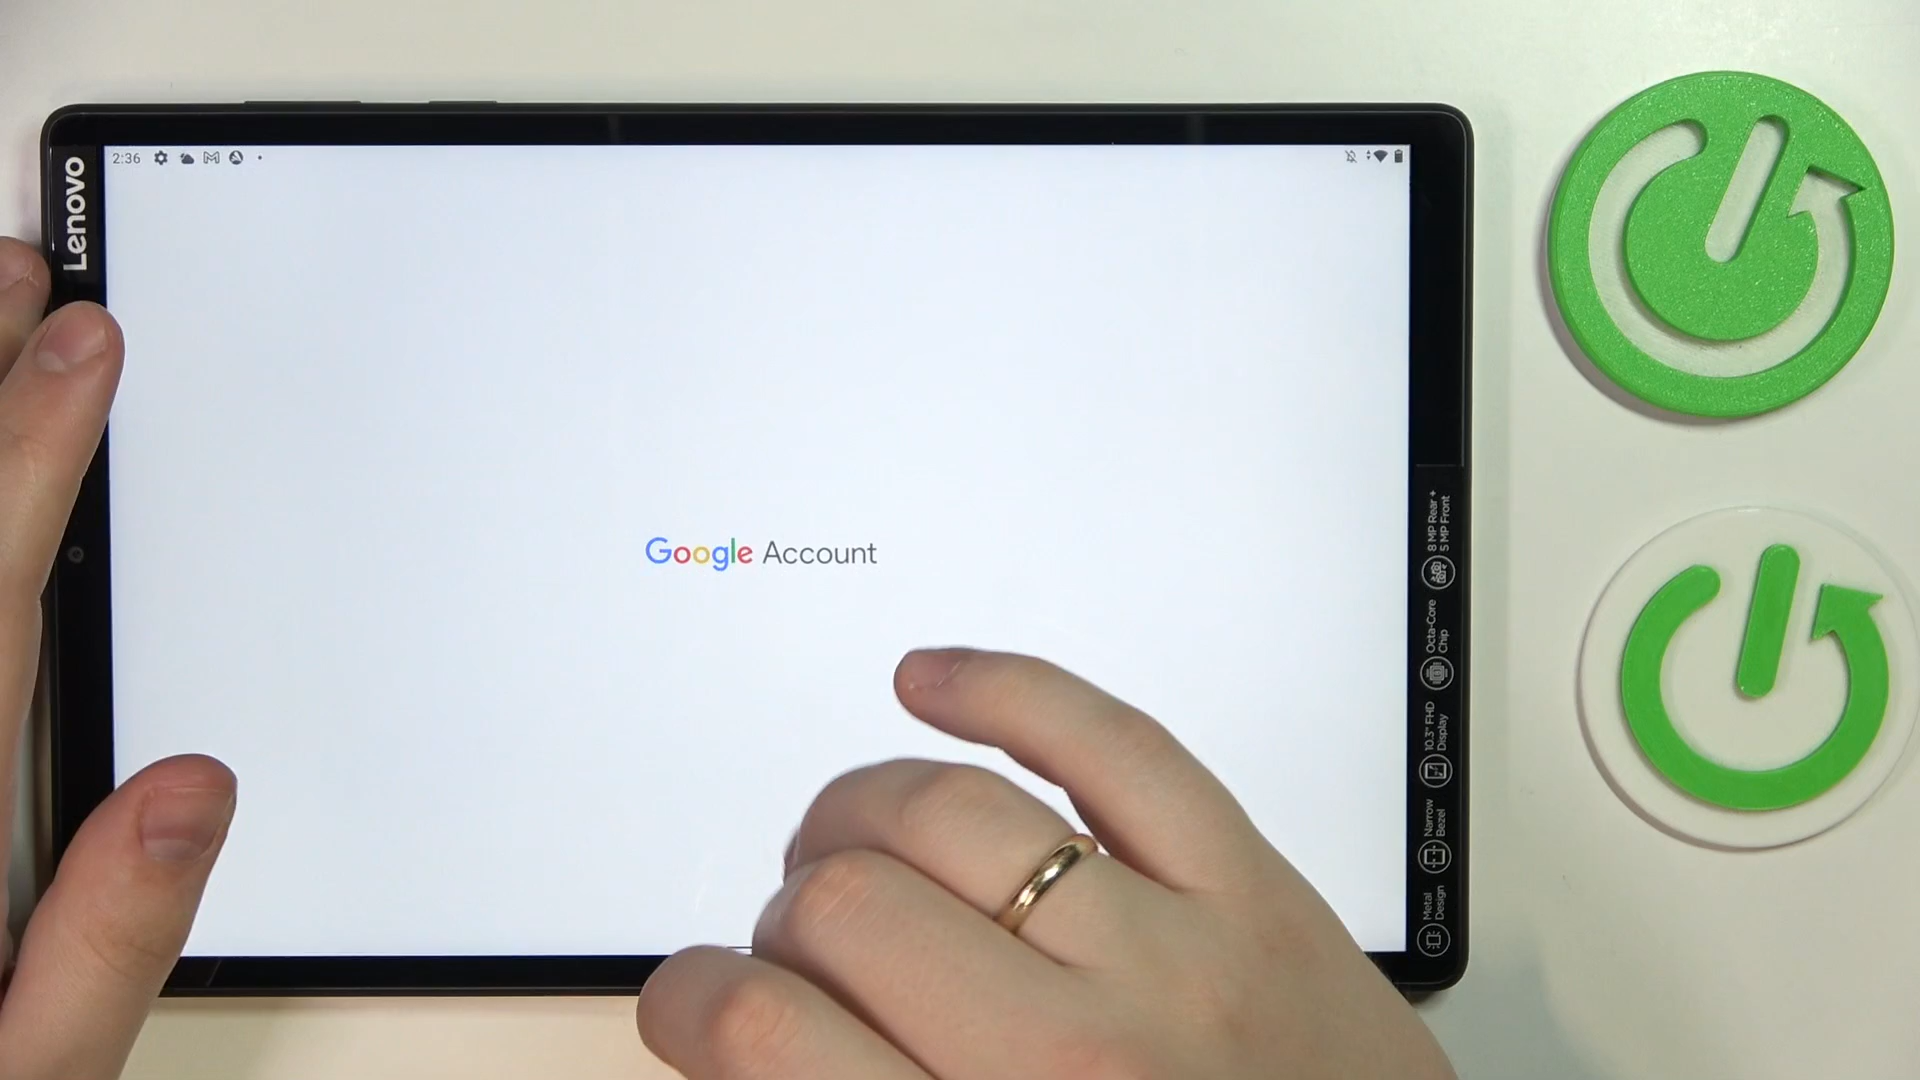 Lenovo
2:36
Google Account
8 MP Rear +
5 MP Front
Octa-Core
Chip
10.3" FHD
Display
Narrow
Bezel
Metal
Design